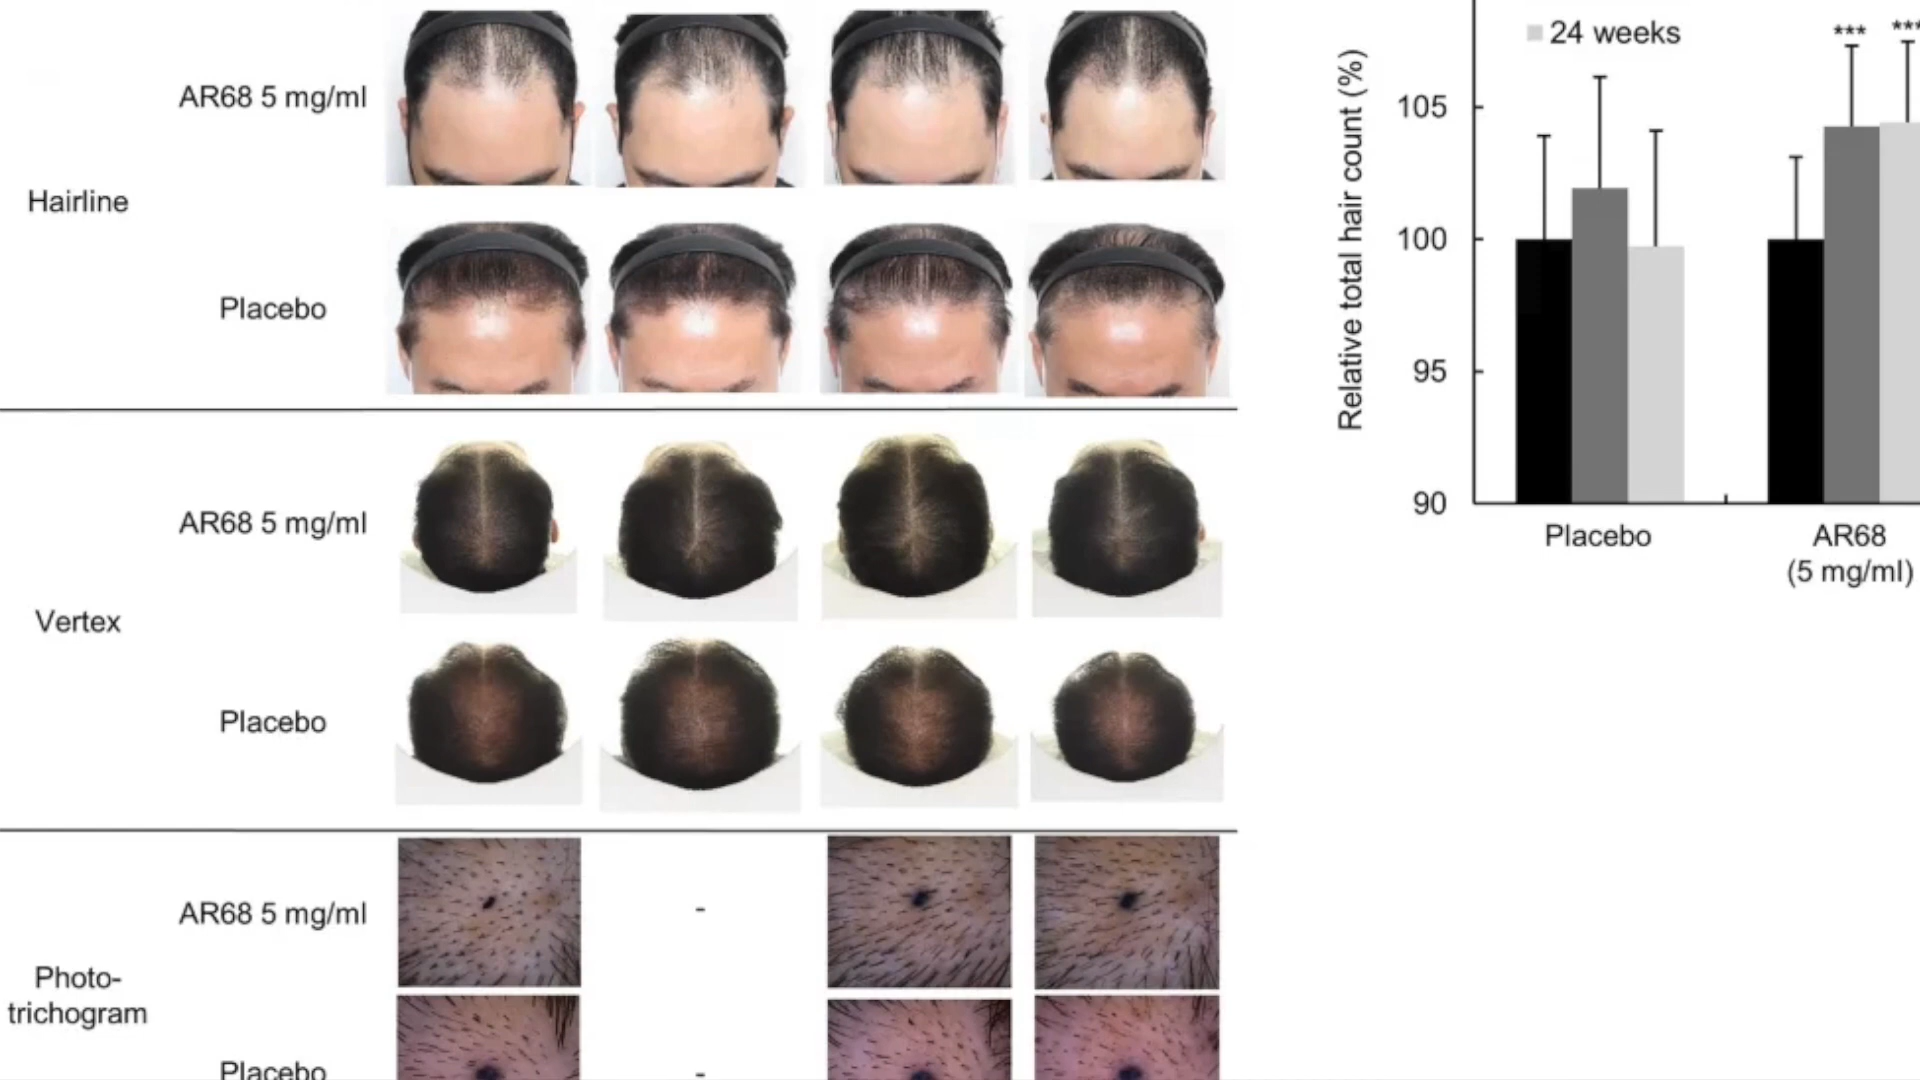 AR68 5 mg/ml
Hairline
Placebo
AR68 5 mg/ml
Vertex
Placebo
AR68 5 mg/ml
-
Photo-
trichogram
Placebo
-
24 weeks
***
***
Relative total hair count (%)
105
100
95
90
Placebo
AR68
(5 mg/ml)